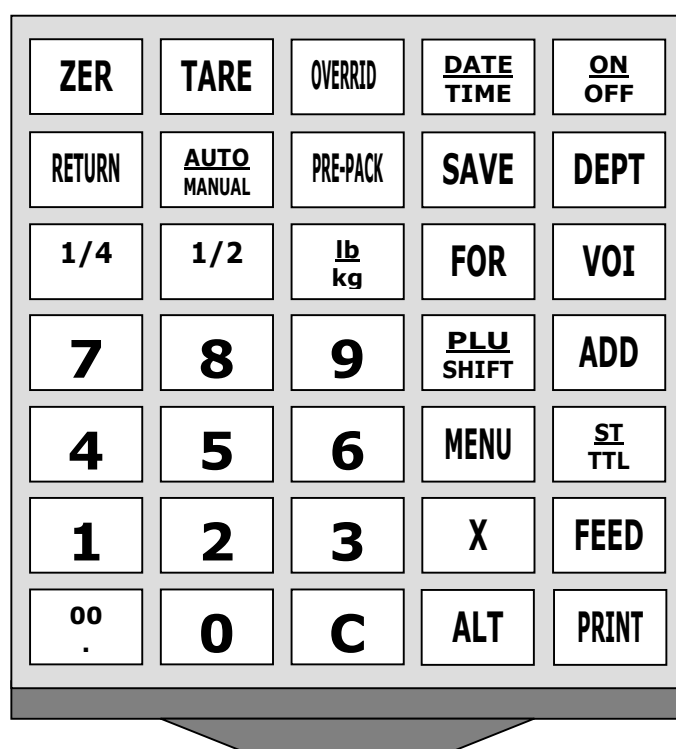 ZER TARE OVERRID DATE ON
TIME OFF
RETURN AUTO PRE-PACK SAVE DEPT
MANUAL
1/4 1/2 lb FOR VOI
kg
7 8 9 PLU ADD
SHIFT
4 5 6 MENU ST
TTL
1 2 3 X FEED
00 0 C ALT PRINT
.